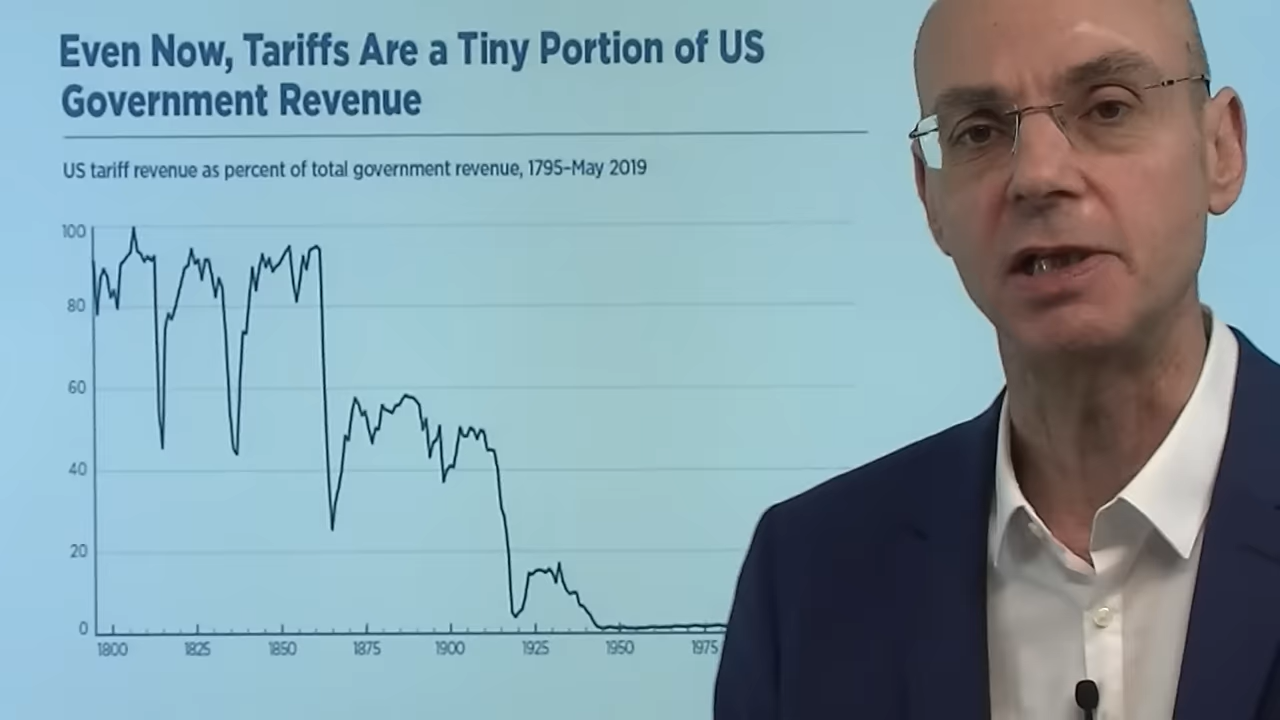 Even Now, Tariffs Are a Tiny Portion of US
Government Revenue
US tariff revenue as percent of total government revenue, 1795–May 2019
100
80
60
40
20
0
1800 1825 1850 1875 1900 1925 1950 1975